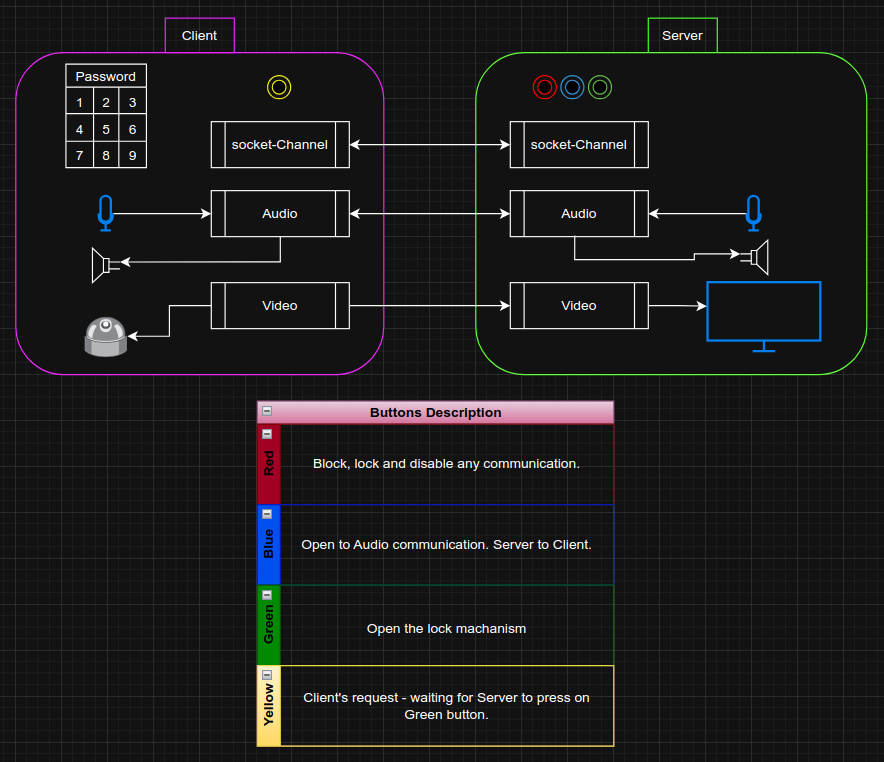 Client
Server
Password
1 2 3
4 5 6
7 8 9
socket-Channel
socket-Channel
Audio
Audio
Video
Video
Buttons Description
Red
Block, lock and disable any communication.
Blue
Open to Audio communication. Server to Client.
Green
Open the lock machanism
Yellow
Client's request - waiting for Server to press on
Green button.